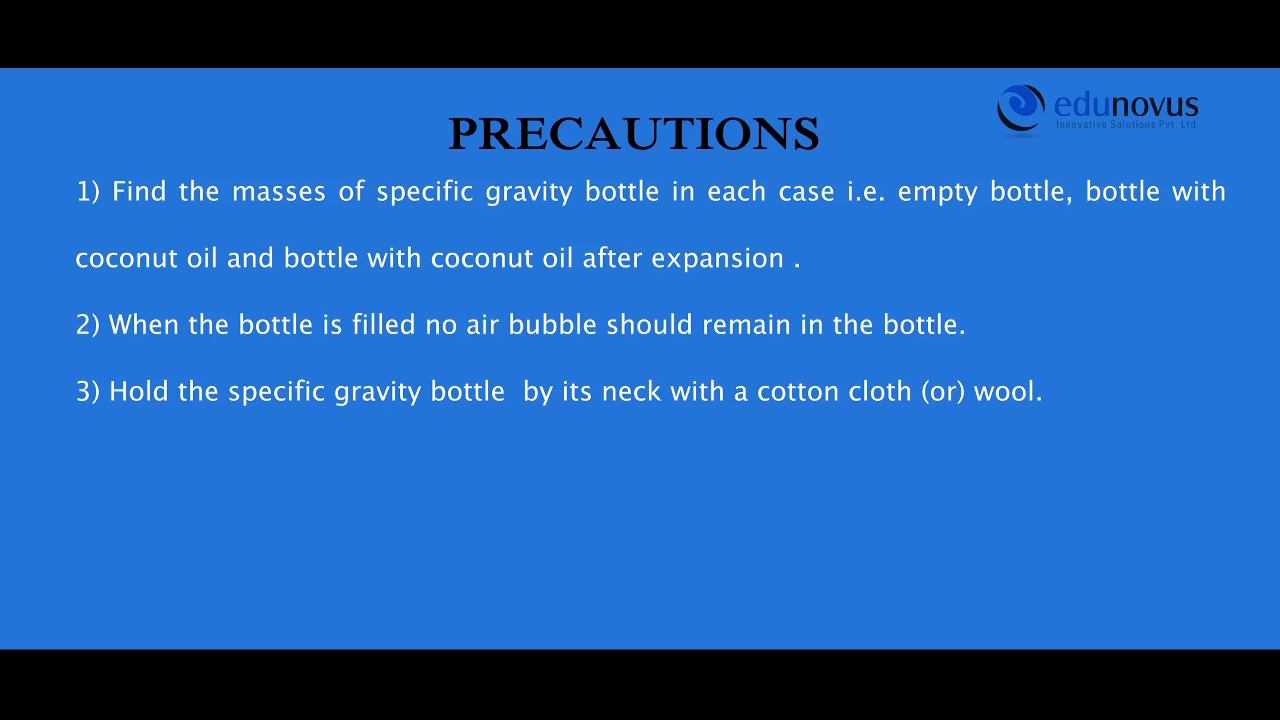 edunovus
Innovative Solutions Pvt. Ltd
PRECAUTIONS
1) Find the masses of specific gravity bottle in each case i.e. empty bottle, bottle with
coconut oil and bottle with coconut oil after expansion .
2) When the bottle is filled no air bubble should remain in the bottle.
3) Hold the specific gravity bottle  by its neck with a cotton cloth (or) wool.